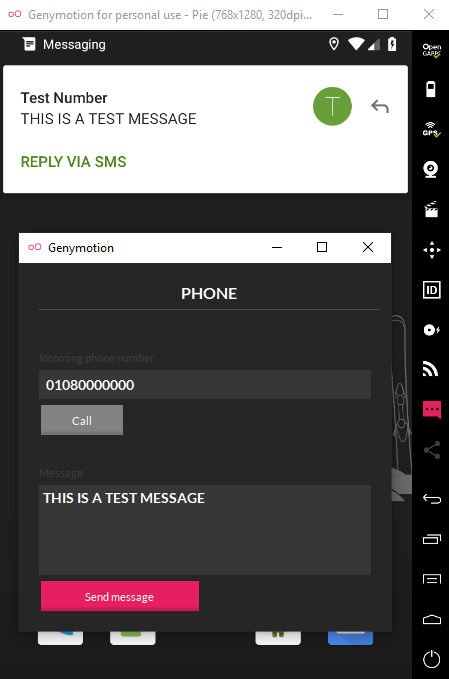 Genymotion for personal use - Pie (768x1280, 320dpi...
Messaging
Open
GAPPS
Test Number
THIS IS A TEST MESSAGE
T
REPLY VIA SMS
GPS
Genymotion
PHONE
ID
Incoming phone number
01080000000
Call
Message
THIS IS A TEST MESSAGE
Send message